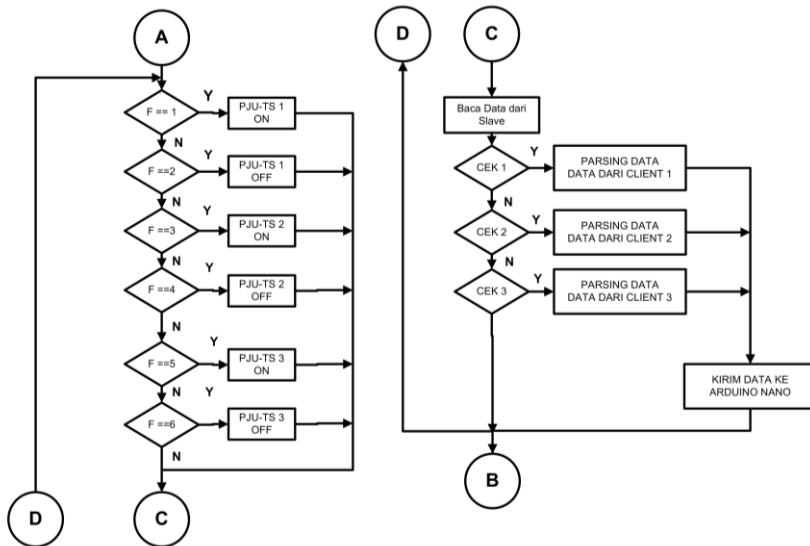 A
F == 1
Y
PJU-TS 1
ON
N
F ==2
Y
PJU-TS 1
OFF
N
F ==3
Y
PJU-TS 2
ON
N
F ==4
Y
PJU-TS 2
OFF
N
F ==5
Y
PJU-TS 3
ON
N
F ==6
Y
PJU-TS 3
OFF
N
D
C
D
C
Baca Data dari
Slave
CEK 1
Y
PARSING DATA
DATA DARI CLIENT 1
N
CEK 2
Y
PARSING DATA
DATA DARI CLIENT 2
N
CEK 3
Y
PARSING DATA
DATA DARI CLIENT 3
KIRIM DATA KE
ARDUINO NANO
B